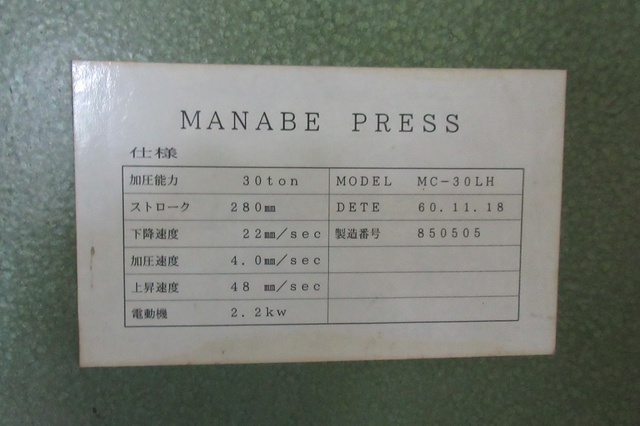 MANABE PRESS
仕様
加圧能力 30ton MODEL MC-30LH
ストローク 280㎜ DETE 60.11.18
下降速度 22㎜/sec 製造番号 850505
加圧速度 4.0㎜/sec
上昇速度 48 ㎜/sec
電動機 2.2kw